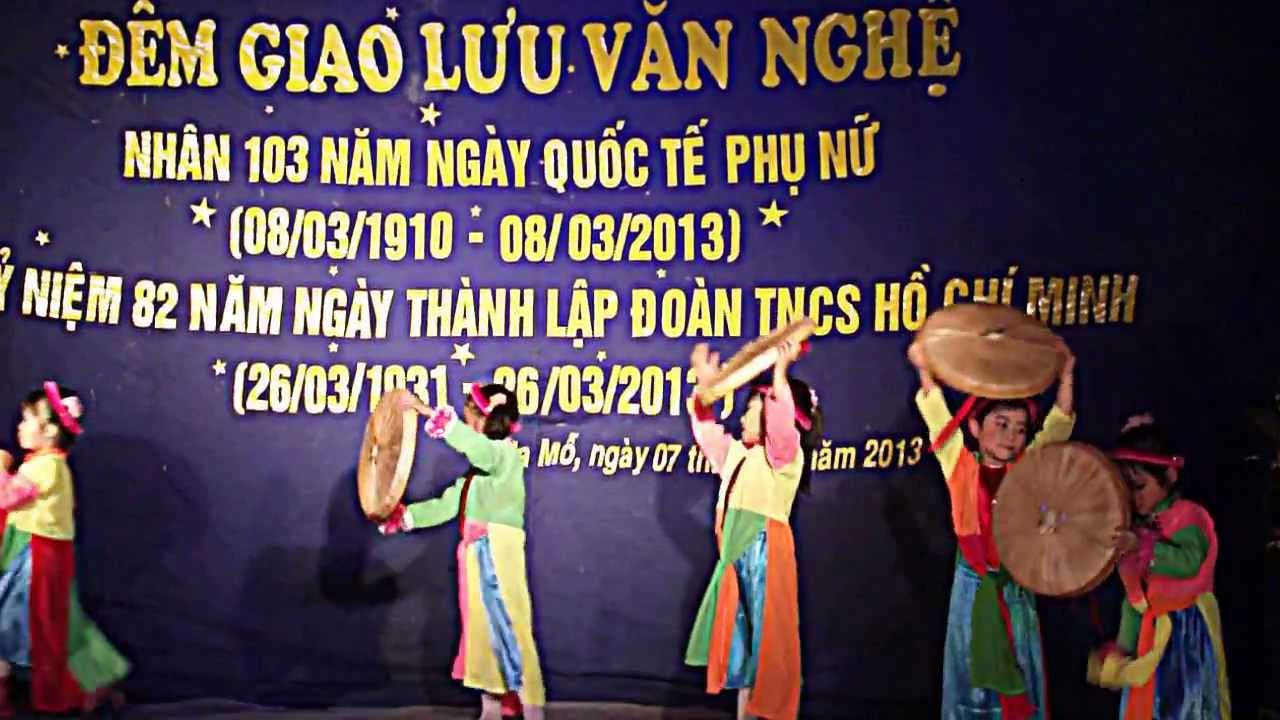 ĐÊM GIAO LƯU VĂN NGHỆ
NHÂN 103 NĂM NGÀY QUỐC TẾ PHỤ NỮ
(08/03/1910 - 08/03/2013)
NIỆM 82 NĂM NGÀY THÀNH LẬP ĐOÀN TNCS HỒ CHÍ MINH
(26/03/1931 - 26/03/2013)
Mỗ, ngày 07 năm 2013